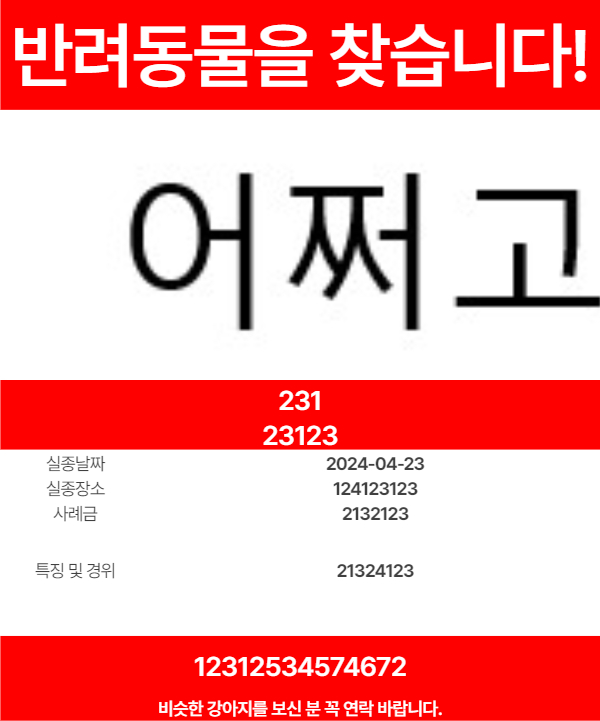 반려동물을 찾습니다!
어쩌고
231
23123
실종날짜 2024-04-23
실종장소 124123123
사례금 2132123
특징 및 경위 21324123
12312534574672
비슷한 강아지를 보신 분 꼭 연락 바랍니다.